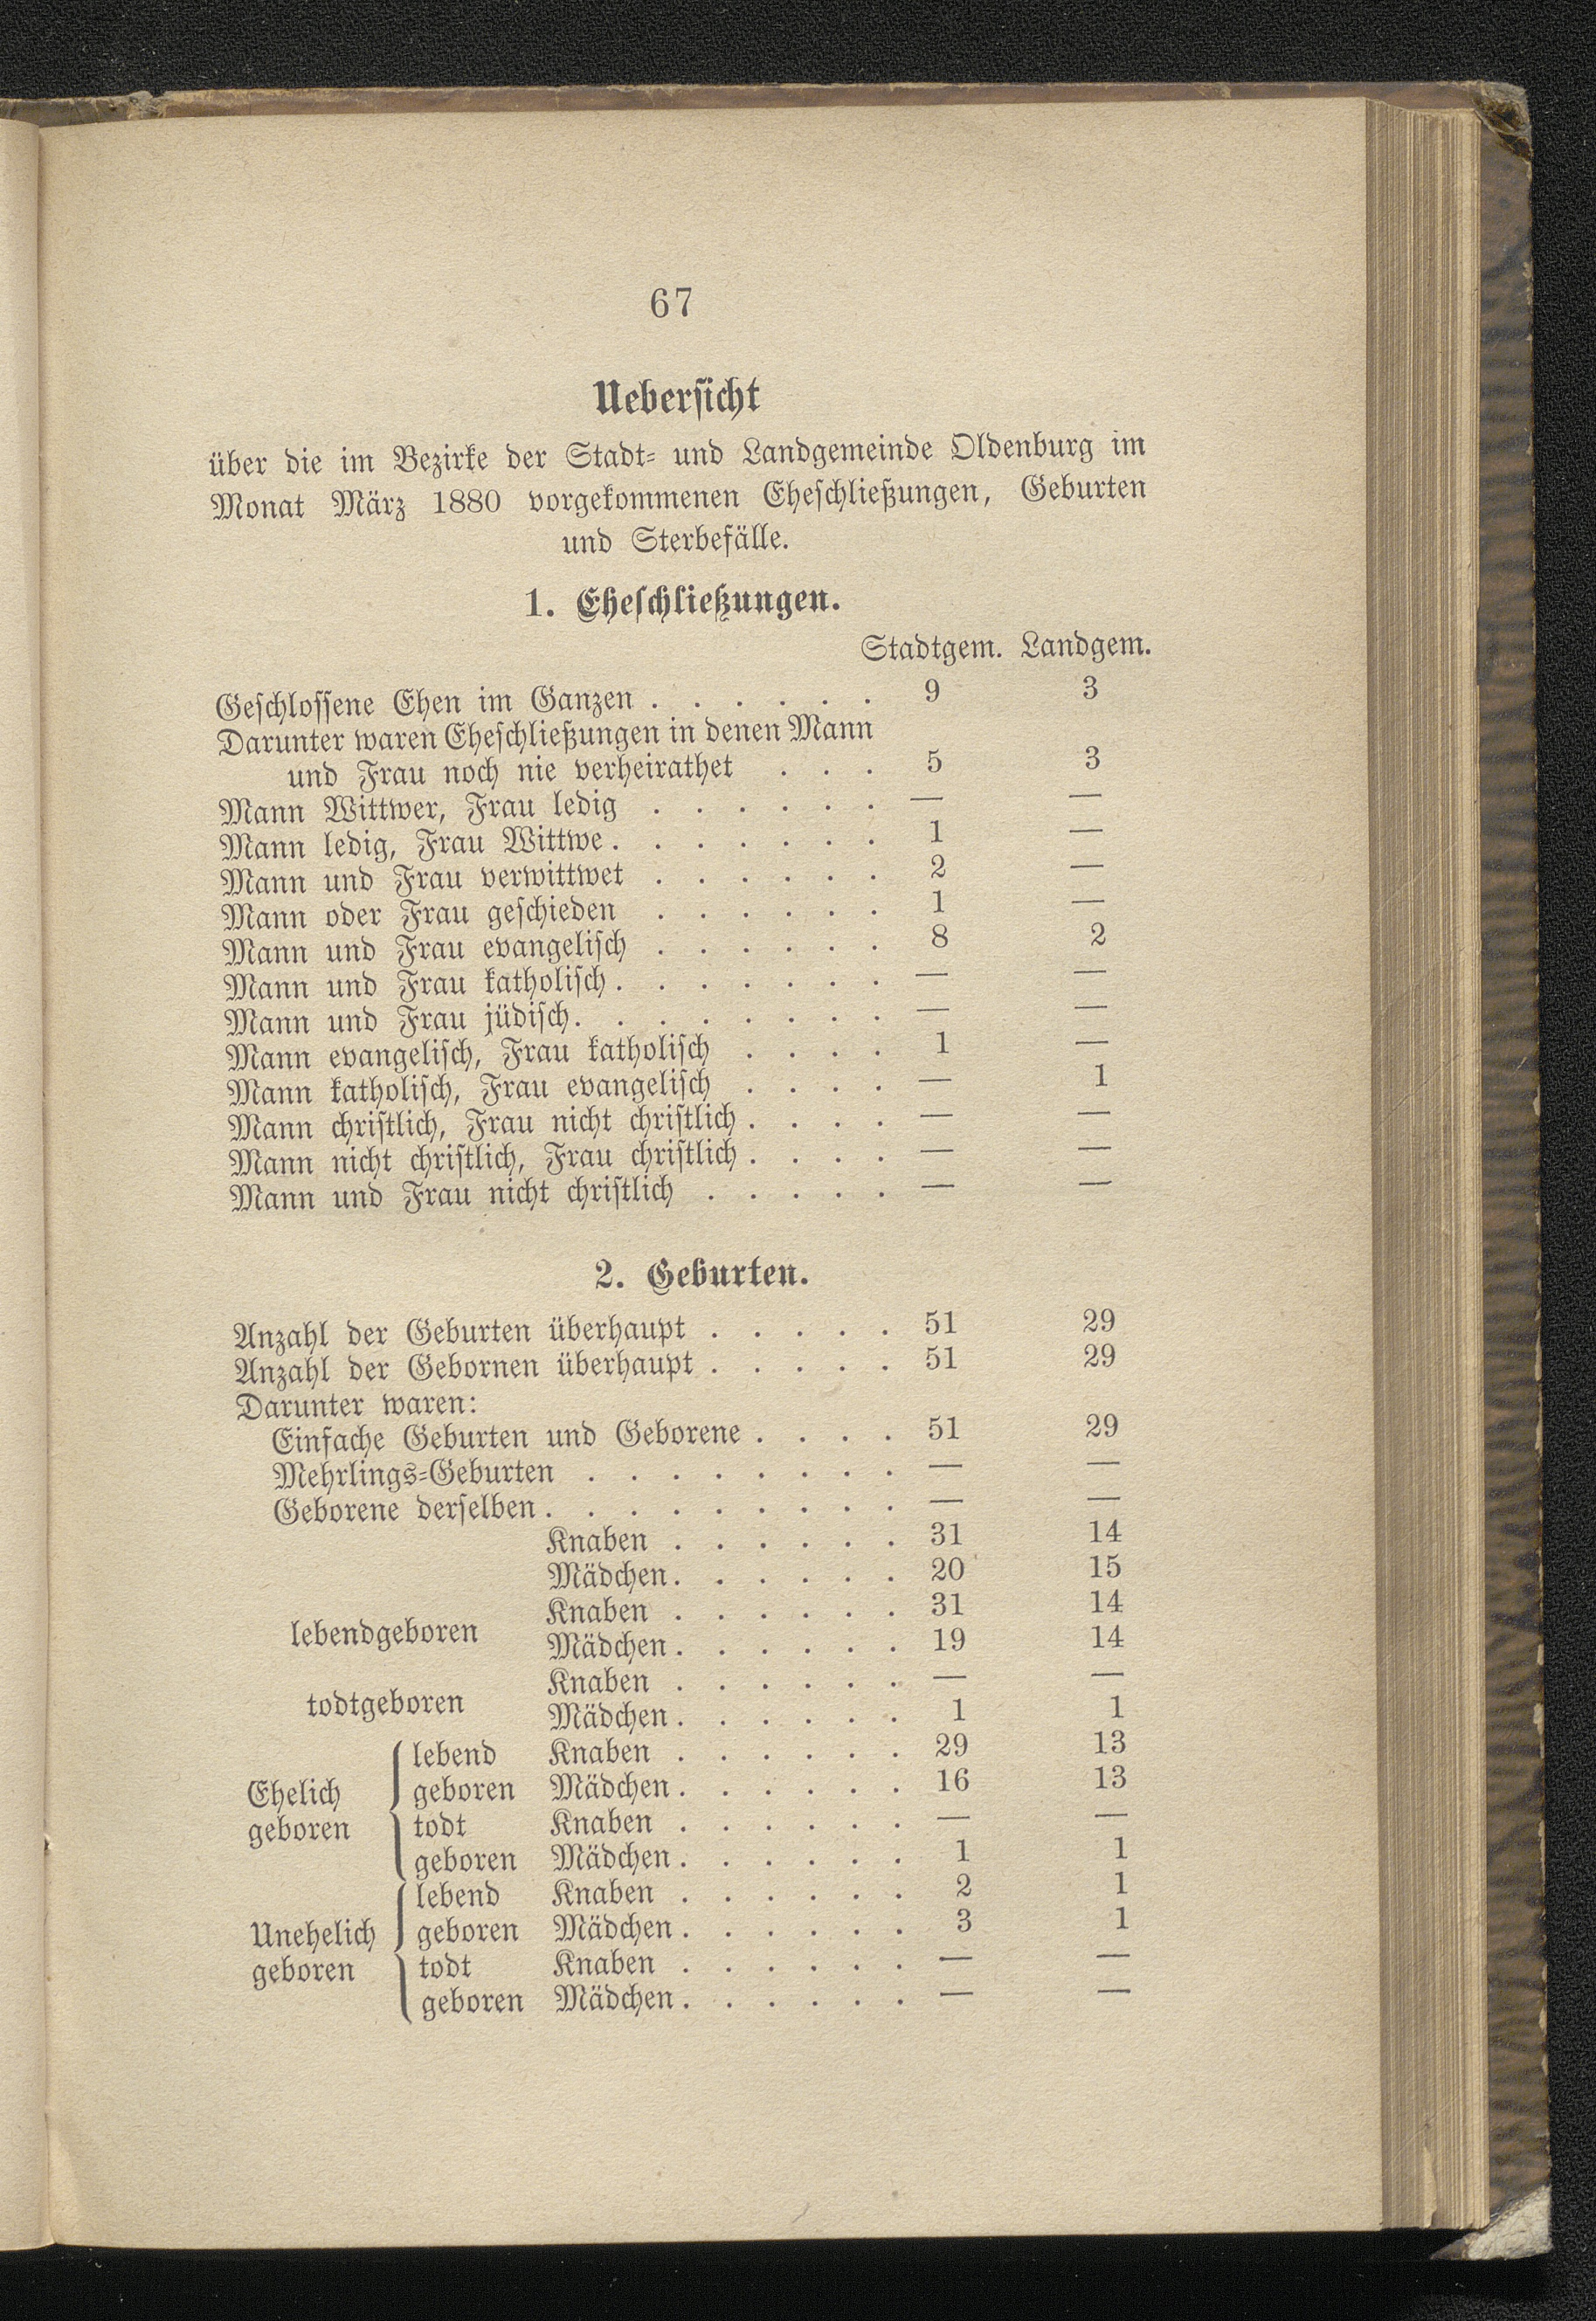 67
Uebersicht
über die im Bezirke der Stadt- und Landgemeinde Oldenburg im
Monat März 1880 vorgekommenen Eheschließungen, Geburten
und Sterbefälle.
1. Eheschließungen.
Stadtgem. Landgem.
Geschlossene Ehen im Ganzen . . . . . . 9 3
Darunter waren Eheschließungen in denen Mann
und Frau noch nie verheirathet . . . 5 3
Mann Wittwer, Frau ledig . . . . . . — —
Mann ledig, Frau Wittwe . . . . . . . 1 —
Mann und Frau verwittwet . . . . . . 2 —
Mann oder Frau geschieden . . . . . . 1 —
Mann und Frau evangelisch . . . . . . 8 2
Mann und Frau katholisch . . . . . . . — —
Mann und Frau jüdisch . . . . . . . . — —
Mann evangelisch, Frau katholisch . . . . 1 —
Mann katholisch, Frau evangelisch . . . . — 1
Mann christlich, Frau nicht christlich . . . . — —
Mann nicht christlich, Frau christlich . . . . — —
Mann und Frau nicht christlich . . . . . — —
2. Geburten.
Anzahl der Geburten überhaupt . . . . . 51 29
Anzahl der Gebornen überhaupt . . . . . 51 29
Darunter waren:
Einfache Geburten und Geborene . . . . 51 29
Mehrlings-Geburten . . . . . . . . — —
Geborene derselben . . . . . . . . . — —
Knaben . . . . . . 31 14
Mädchen . . . . . . 20 15
Knaben . . . . . . 31 14
lebendgeboren
Mädchen . . . . . . 19 14
Knaben . . . . . . — —
todtgeboren
Mädchen . . . . . . 1 1
lebend Knaben . . . . . . 29 13
Ehelich geboren Mädchen . . . . . . 16 13
geboren todt Knaben . . . . . . — —
geboren Mädchen . . . . . . 1 1
lebend Knaben . . . . . . 2 1
Unehelich geboren Mädchen . . . . . . 3 1
geboren todt Knaben . . . . . . — —
geboren Mädchen . . . . . . — —